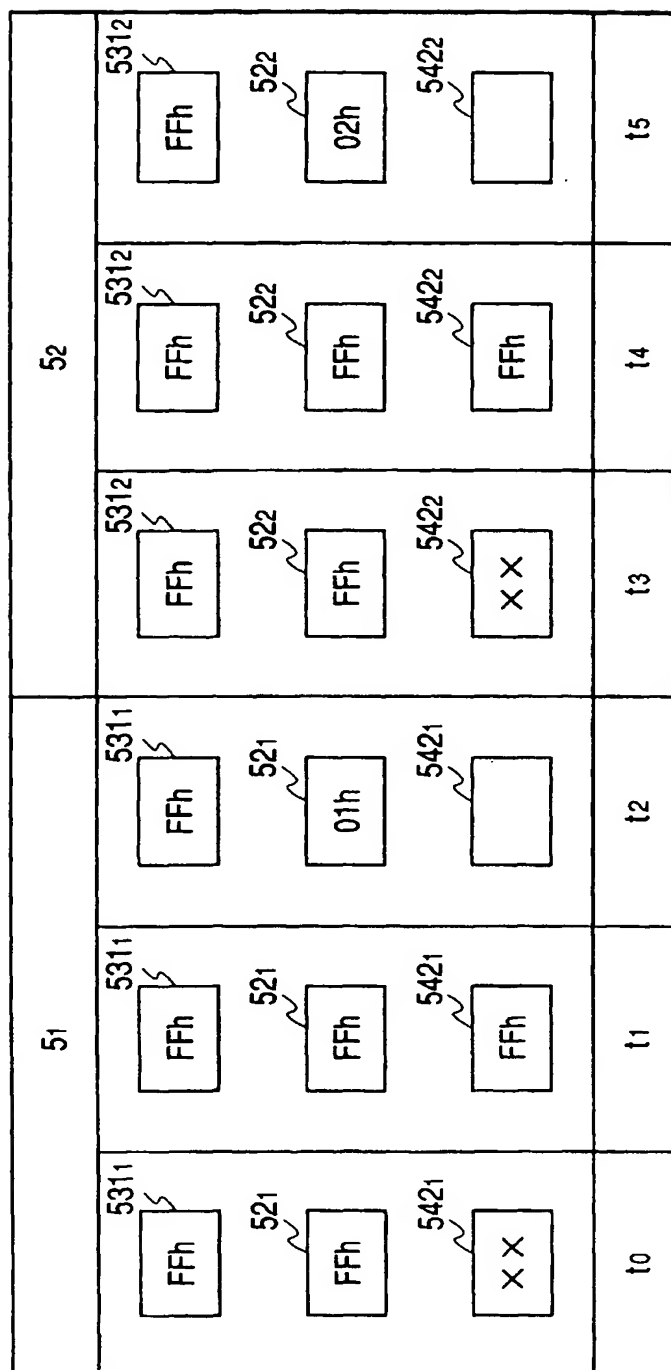 5₁ 5₂
531₁ 531₁ 531₁ 531₂ 531₂ 531₂
FFh FFh FFh FFh FFh FFh
52₁ 52₁ 52₁ 52₂ 52₂ 52₂
FFh FFh 01h FFh FFh 02h
542₁ 542₁ 542₁ 542₂ 542₂ 542₂
×× FFh ×× FFh
t₀ t₁ t₂ t₃ t₄ t₅